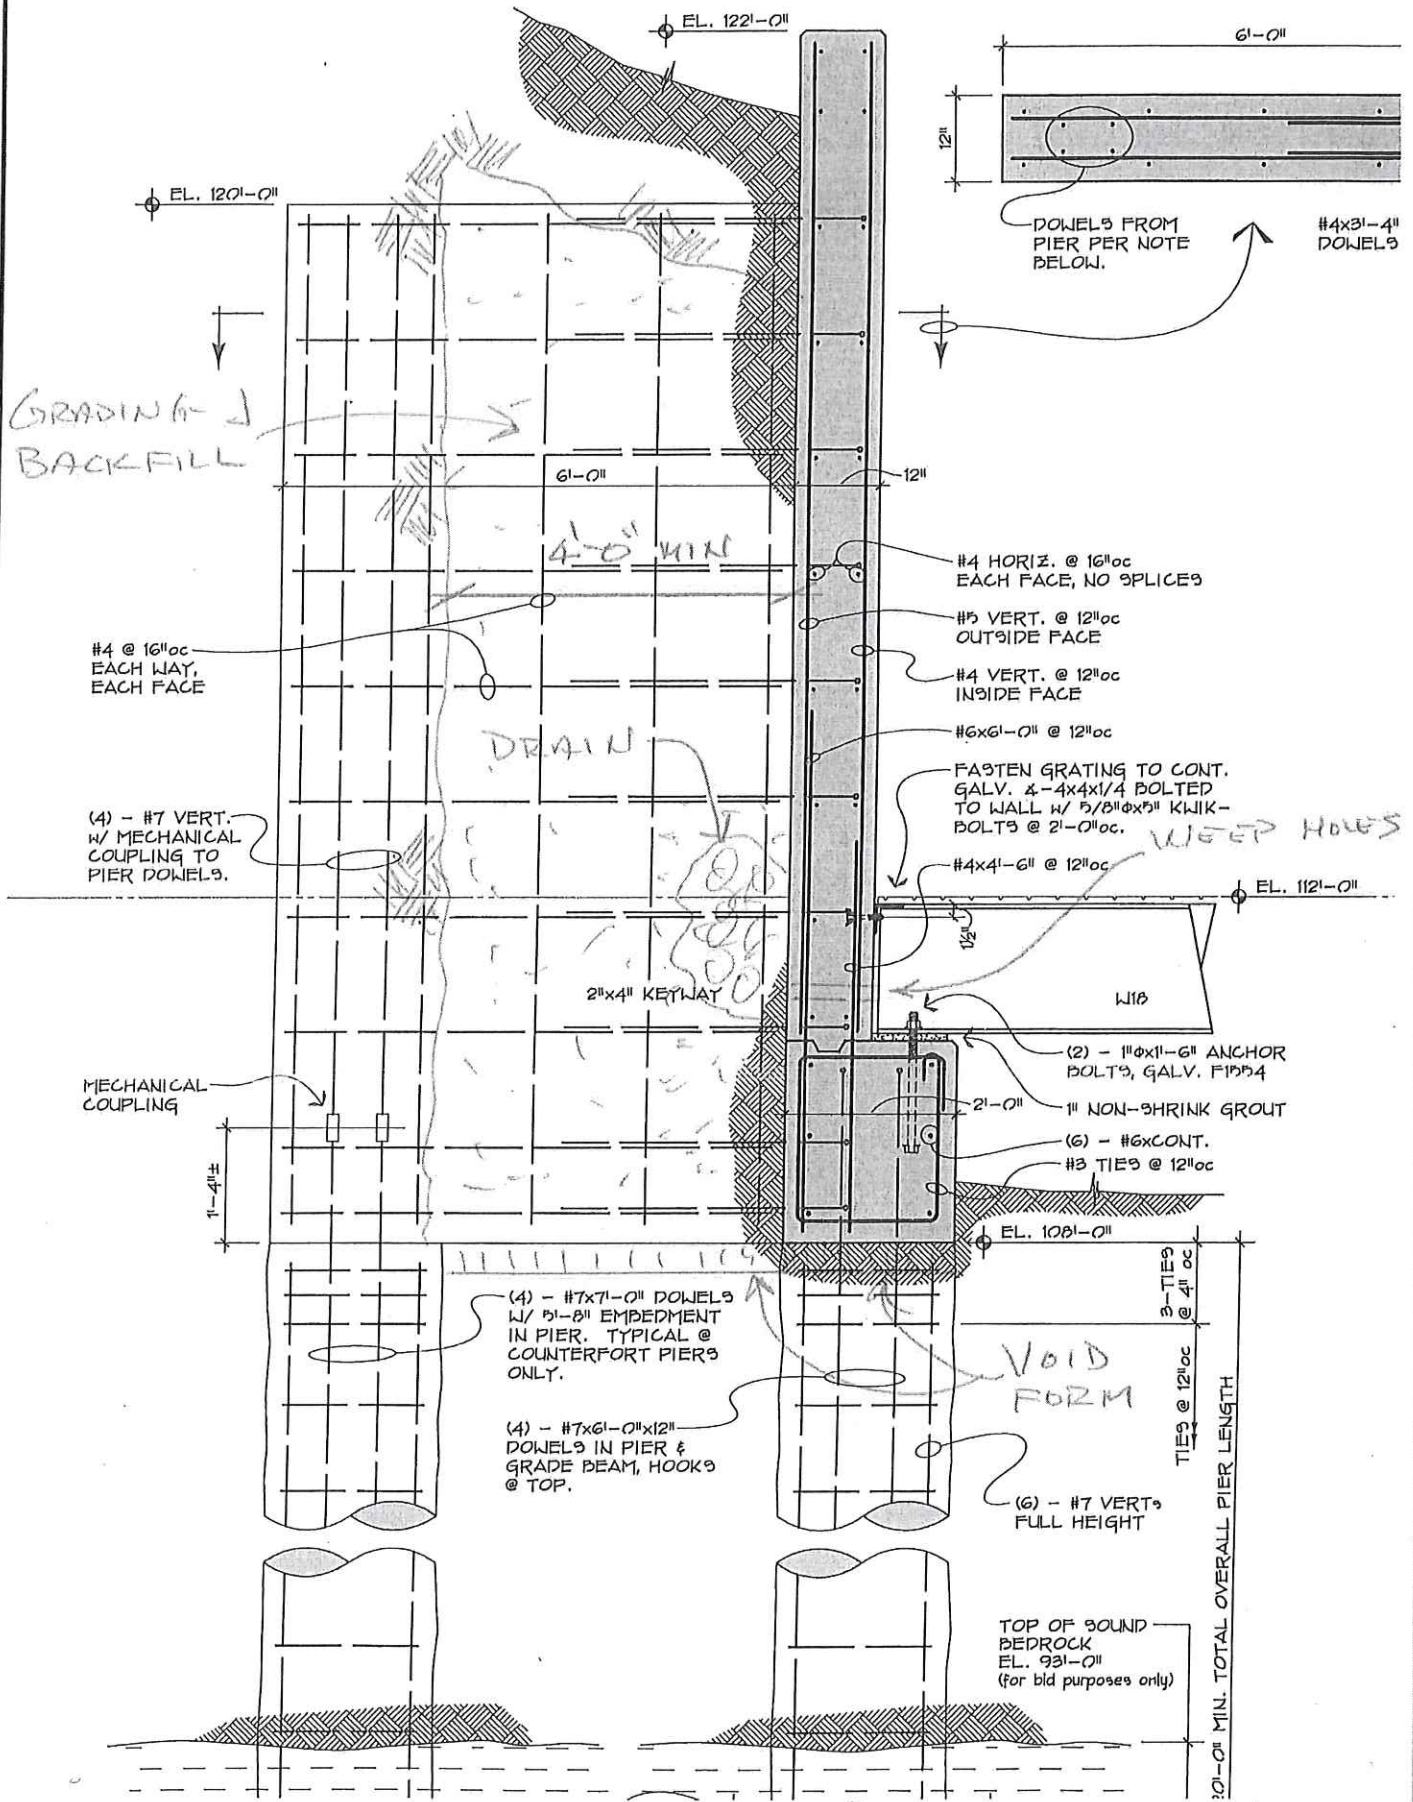 EL. 122'-0"
6'-0"
12"
EL. 120'-0"
DOWELS FROM
PIER PER NOTE
BELOW.
#4x3'-4"
DOWELS
GRADING
BACKFILL
6'-0"
12"
4'-0" MIN
#4 HORIZ. @ 16"oc
EACH FACE, NO SPLICES
#5 VERT. @ 12"oc
OUTSIDE FACE
#4 @ 16"oc
EACH WAY,
EACH FACE
#4 VERT. @ 12"oc
INSIDE FACE
#6x6'-0" @ 12"oc
DRAIN
FASTEN GRATING TO CONT.
GALV. 4-4x4x1/4 BOLTED
TO WALL W/ 5/8"φx5" KWIK-
BOLTS @ 2'-0"oc.
WEEP HOLES
(4) - #7 VERT.
W/ MECHANICAL
COUPLING TO
PIER DOWELS.
#4x4'-6" @ 12"oc
EL. 112'-0"
1½"
2"x4" KEYWAY
W18
(2) - 1"φx1'-6" ANCHOR
BOLTS, GALV. F1554
MECHANICAL
COUPLING
2'-0"
1" NON-SHRINK GROUT
(6) - #6xCONT.
#3 TIES @ 12"oc
1'-4"±
EL. 108'-0"
3-TIES
@ 4" oc
(4) - #7x7'-0" DOWELS
W/ 5'-8" EMBEDMENT
IN PIER. TYPICAL @
COUNTERFORT PIERS
ONLY.
VOID
FORM
TIES @ 12"oc
(4) - #7x6'-0"x12"
DOWELS IN PIER &
GRADE BEAM, HOOKS
@ TOP.
(6) - #7 VERTS
FULL HEIGHT
TOP OF SOUND
BEDROCK
EL. 93'-0"
(for bid purposes only)
MIN. TOTAL OVERALL PIER LENGTH